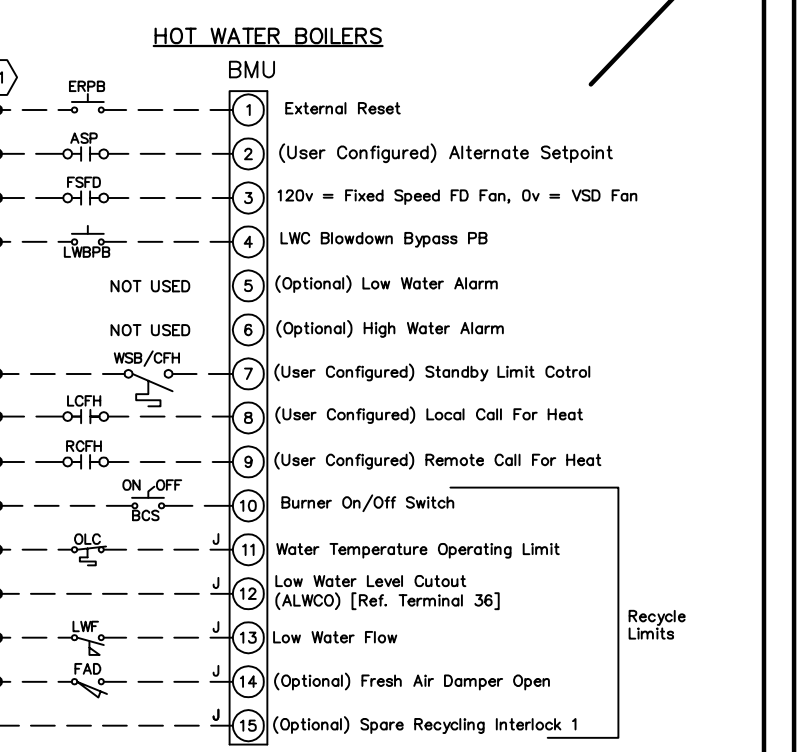 HOT WATER BOILERS
BMU
1
ERPB 1 External Reset
ASP 2 (User Configured) Alternate Setpoint
FSFD 3 120v = Fixed Speed FD Fan, 0v = VSD Fan
LWBPB 4 LWC Blowdown Bypass PB
NOT USED 5 (Optional) Low Water Alarm
NOT USED 6 (Optional) High Water Alarm
WSB/CFH 7 (User Configured) Standby Limit Cotrol
LCFH 8 (User Configured) Local Call For Heat
RCFH 9 (User Configured) Remote Call For Heat
ON OFF
BCS 10 Burner On/Off Switch
OLC J 11 Water Temperature Operating Limit
J 12 Low Water Level Cutout
(ALWCO) [Ref. Terminal 36]
LWF J 13 Low Water Flow
FAD J 14 (Optional) Fresh Air Damper Open
J 15 (Optional) Spare Recycling Interlock 1
Recycle
Limits